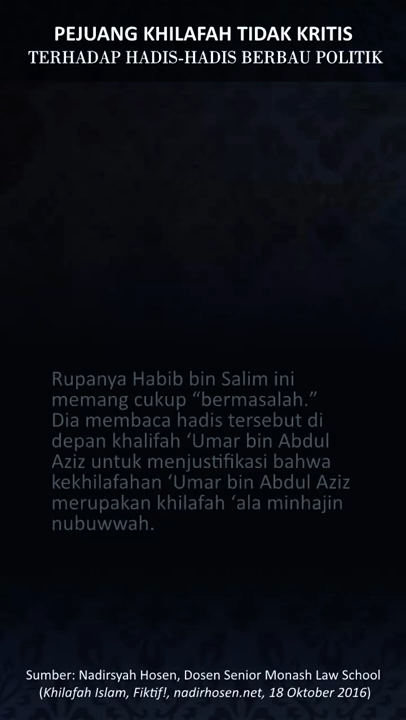 PEJUANG KHILAFAH TIDAK KRITIS
TERHADAP HADIS-HADIS BERBAU POLITIK
Rupanya Habib bin Salim ini
memang cukup “bermasalah.”
Dia membaca hadis tersebut di
depan khalifah ‘Umar bin Abdul
Aziz untuk menjustifikasi bahwa
kekhilafahan ‘Umar bin Abdul Aziz
merupakan khilafah ‘ala minhajin
nubuwwah.
Sumber: Nadirsyah Hosen, Dosen Senior Monash Law School
(Khilafah Islam, Fiktif!, nadirhosen.net, 18 Oktober 2016)